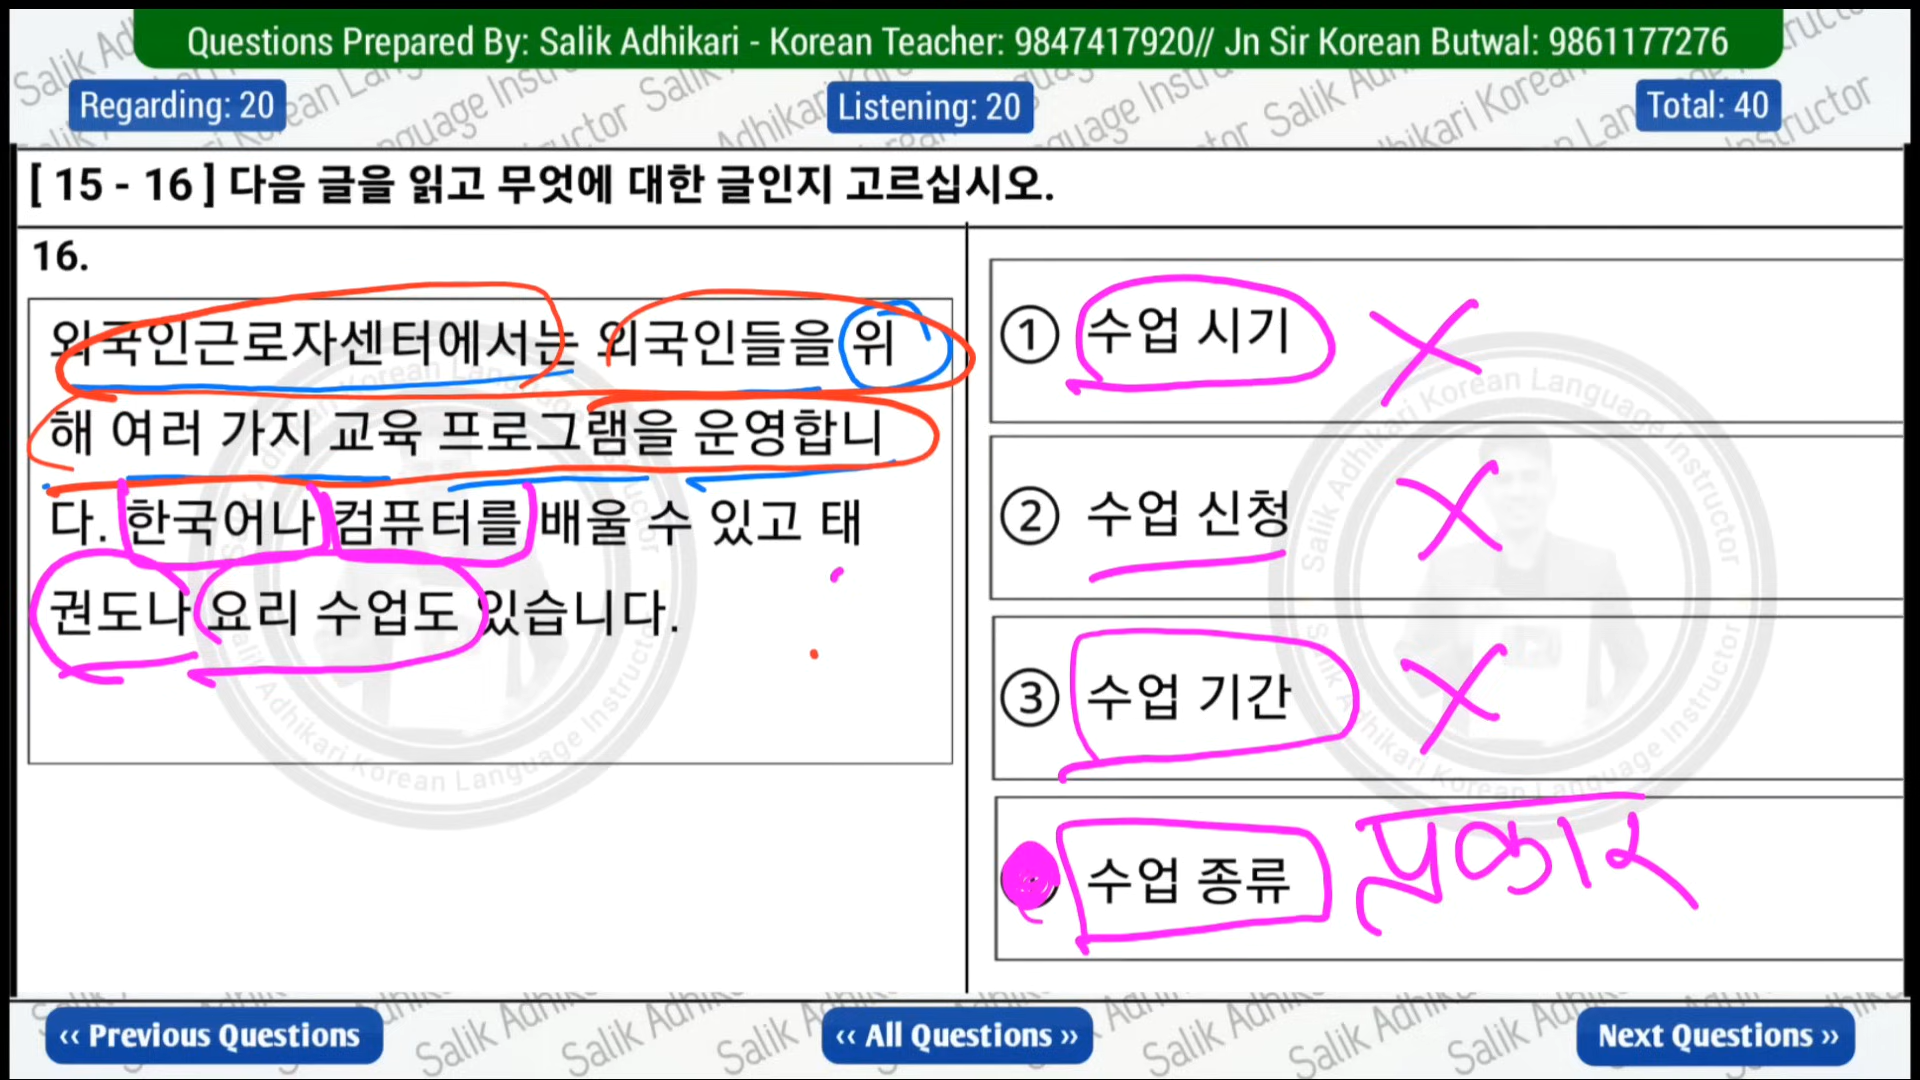 Questions Prepared By: Salik Adhikari - Korean Teacher: 9847417920// Jn Sir Korean Butwal: 9861177276
Regarding: 20
Listening: 20
Total: 40
[ 15 - 16 ] 다음 글을 읽고 무엇에 대한 글인지 고르십시오.
16.
외국인근로자센터에서는 외국인들을 위
해 여러 가지 교육 프로그램을 운영합니
다. 한국어나 컴퓨터를 배울 수 있고 태
권도나 요리 수업도 있습니다.
① 수업 시기
② 수업 신청
③ 수업 기간
수업 종류 प्रकार
‹‹ Previous Questions
‹‹ All Questions ››
Next Questions ››